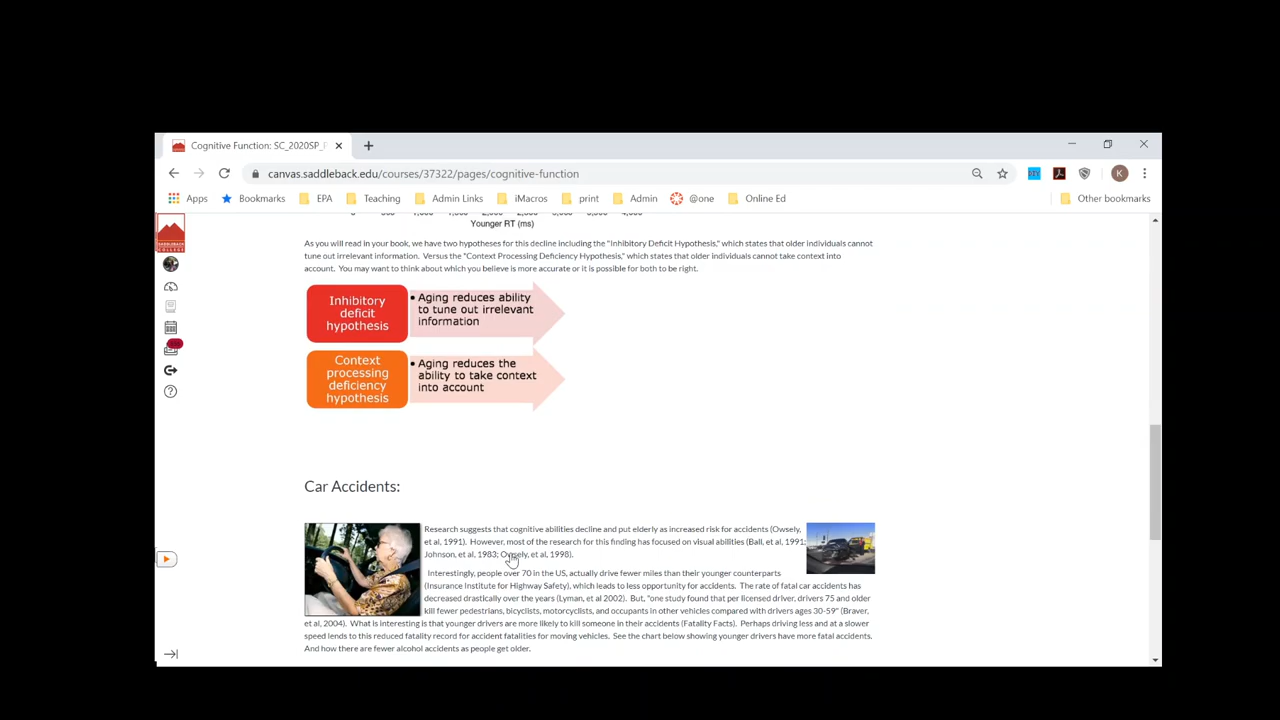 Cognitive Function: SC_2020SP_P
canvas.saddleback.edu/courses/37322/pages/cognitive-function
Apps Bookmarks EPA Teaching Admin Links iMacros print Admin @one Online Ed Other bookmarks
Younger RT (ms)
As you will read in your book, we have two hypotheses for this decline including the "Inhibitory Deficit Hypothesis," which states that older individuals cannot
tune out irrelevant information. Versus the "Context Processing Deficiency Hypothesis," which states that older individuals cannot take context into
account. You may want to think about which you believe is more accurate or it is possible for both to be right.
Inhibitory
deficit
hypothesis
• Aging reduces ability
to tune out irrelevant
information
Context
processing
deficiency
hypothesis
• Aging reduces the
ability to take context
into account
Car Accidents:
Research suggests that cognitive abilities decline and put elderly as increased risk for accidents (Owsely,
et al, 1991). However, most of the research for this finding has focused on visual abilities (Ball, et al, 1991;
Johnson, et al, 1983; Owsely, et al, 1998).
Interestingly, people over 70 in the US, actually drive fewer miles than their younger counterparts
(Insurance Institute for Highway Safety), which leads to less opportunity for accidents. The rate of fatal car accidents has
decreased drastically over the years (Lyman, et al 2002). But, "one study found that per licensed driver, drivers 75 and older
kill fewer pedestrians, bicyclists, motorcyclists, and occupants in other vehicles compared with drivers ages 30-59" (Braver,
et al, 2004). What is interesting is that younger drivers are more likely to kill someone in their accidents (Fatality Facts). Perhaps driving less and at a slower
speed lends to this reduced fatality record for accident fatalities for moving vehicles. See the chart below showing younger drivers have more fatal accidents.
And how there are fewer alcohol accidents as people get older.